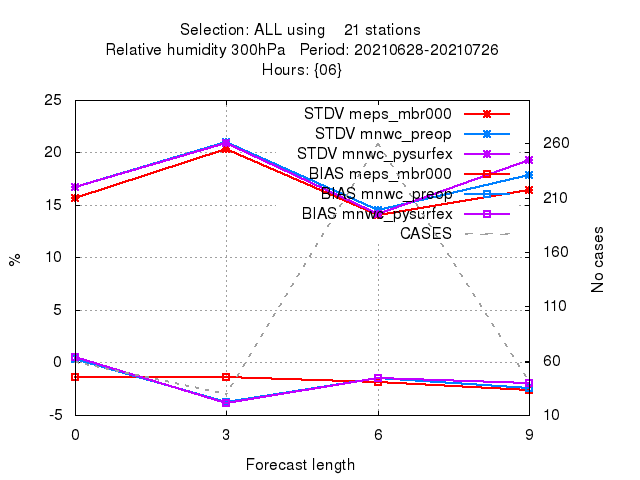 Selection: ALL using 21 stations
Relative humidity 300hPa Period: 20210628-20210726
Hours: {06}
25
20
15
10
5
0
-5
%
STDV meps_mbr000
STDV mnwc_preop
STDV mnwc_pysurfex
BIAS meps_mbr000
BIAS mnwc_preop
BIAS mnwc_pysurfex
CASES
260
210
160
110
60
10
No cases
0 3 6 9
Forecast length